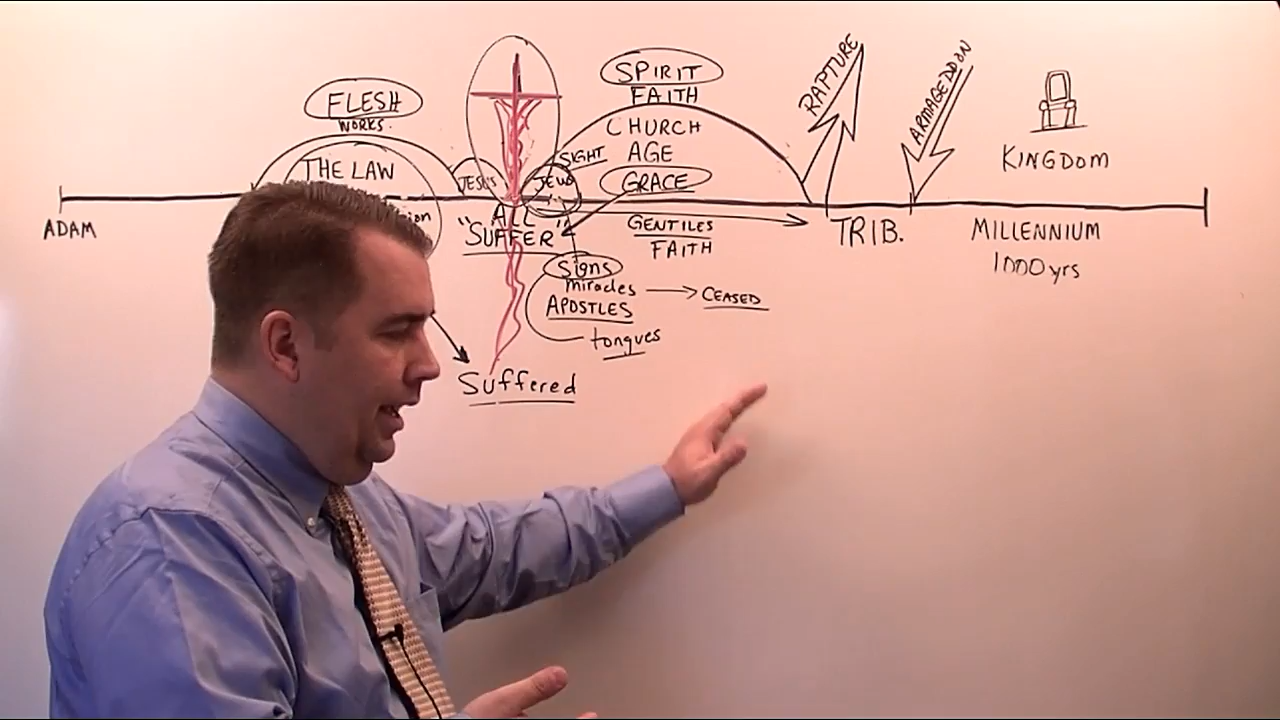 FLESH
WORKS.
THE LAW
ADAM
JESUS
ALL
"SUFFER"
Suffered
SPIRIT
FAITH
CHURCH
AGE
SIGHT
GRACE
GENTILES
FAITH
Signs
miracles
APOSTLES
tongues
CEASED
RAPTURE
TRIB.
ARMAGEDDON
KINGDOM
MILLENNIUM
1000yrs